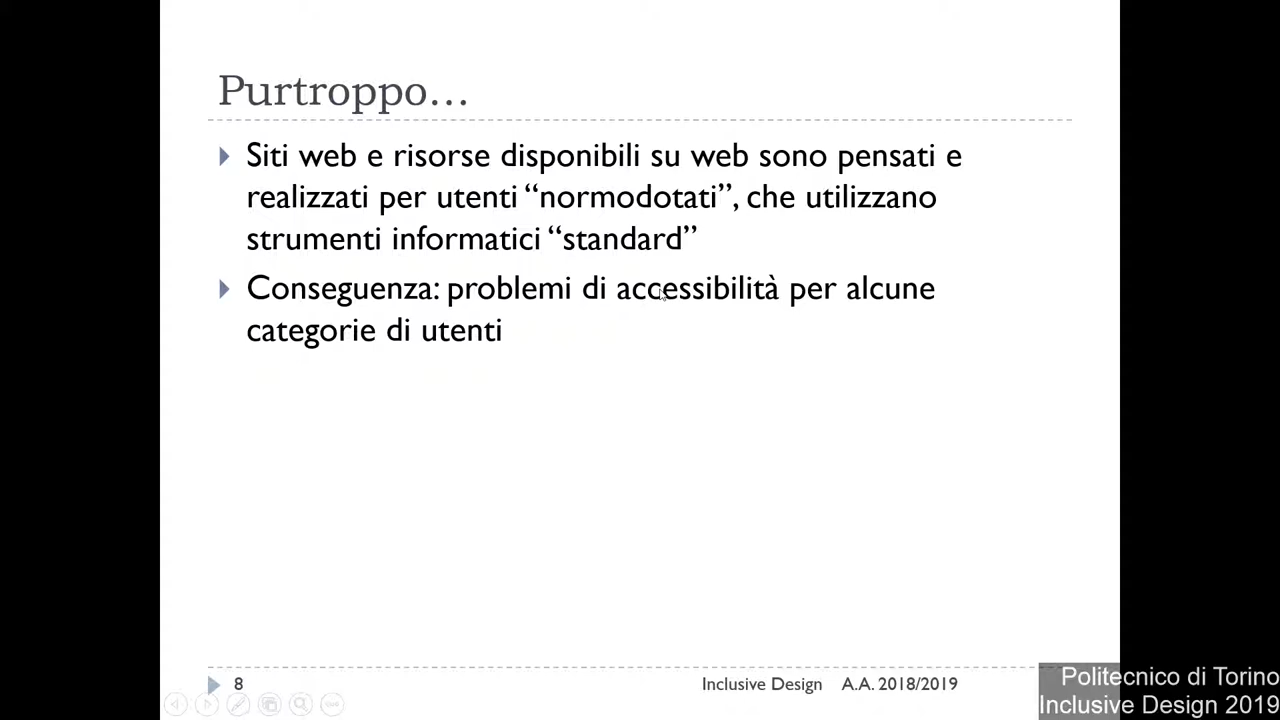 Purtroppo…
Siti web e risorse disponibili su web sono pensati e
realizzati per utenti “normodotati”, che utilizzano
strumenti informatici “standard”
Conseguenza: problemi di accessibilità per alcune
categorie di utenti
8
Inclusive Design A.A. 2018/2019
Politecnico di Torino
Inclusive Design 2019